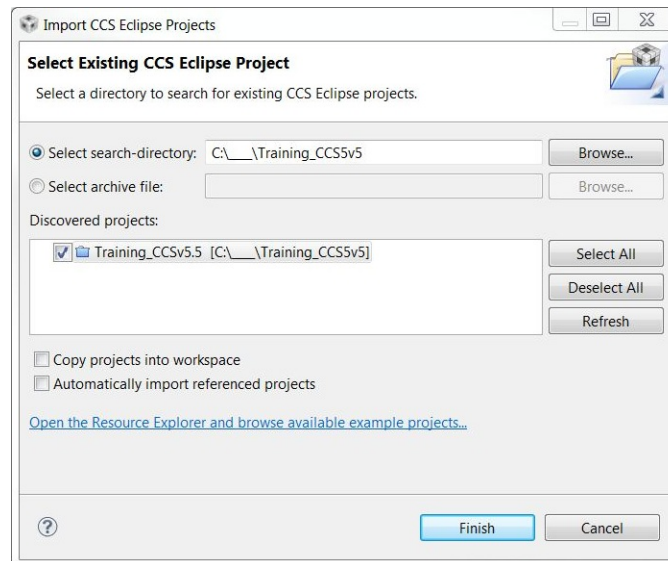 Import CCS Eclipse Projects
Select Existing CCS Eclipse Project
Select a directory to search for existing CCS Eclipse projects.
Select search-directory: C:\___\Training_CCS5v5 Browse...
Select archive file: Browse...
Discovered projects:
Training_CCSv5.5 [C:\___\Training_CCS5v5]
Select All
Deselect All
Refresh
Copy projects into workspace
Automatically import referenced projects
Open the Resource Explorer and browse available example projects...
? Finish Cancel